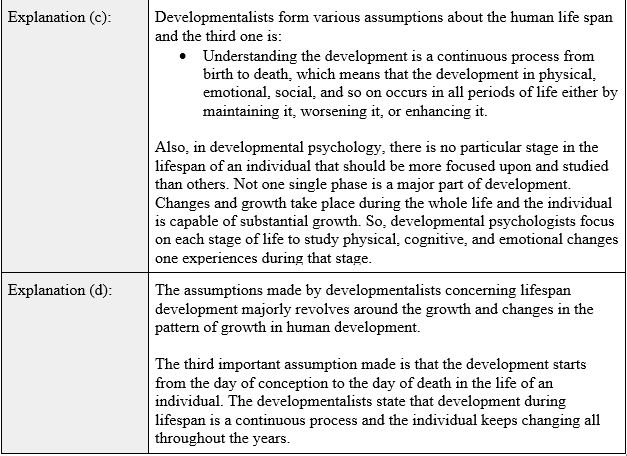 Explanation (c):
Developmentalists form various assumptions about the human life span
and the third one is:
• Understanding the development is a continuous process from
birth to death, which means that the development in physical,
emotional, social, and so on occurs in all periods of life either by
maintaining it, worsening it, or enhancing it.
Also, in developmental psychology, there is no particular stage in the
lifespan of an individual that should be more focused upon and studied
than others. Not one single phase is a major part of development.
Changes and growth take place during the whole life and the individual
is capable of substantial growth. So, developmental psychologists focus
on each stage of life to study physical, cognitive, and emotional changes
one experiences during that stage.
Explanation (d):
The assumptions made by developmentalists concerning lifespan
development majorly revolves around the growth and changes in the
pattern of growth in human development.
The third important assumption made is that the development starts
from the day of conception to the day of death in the life of an
individual. The developmentalists state that development during
lifespan is a continuous process and the individual keeps changing all
throughout the years.